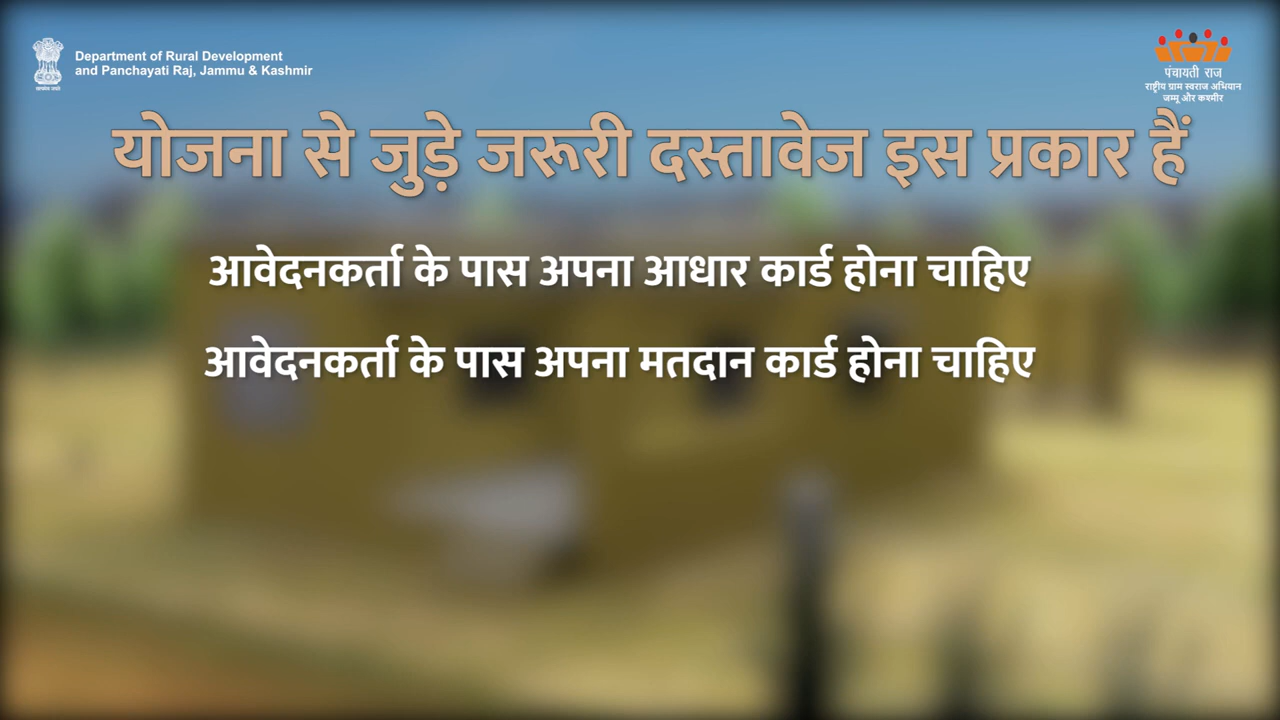 Department of Rural Development
and Panchayati Raj, Jammu & Kashmir
पंचायती राज
राष्ट्रीय ग्राम स्वराज अभियान
जम्मू और कश्मीर
योजना से जुड़े जरूरी दस्तावेज इस प्रकार हैं
आवेदनकर्ता के पास अपना आधार कार्ड होना चाहिए
आवेदनकर्ता के पास अपना मतदान कार्ड होना चाहिए